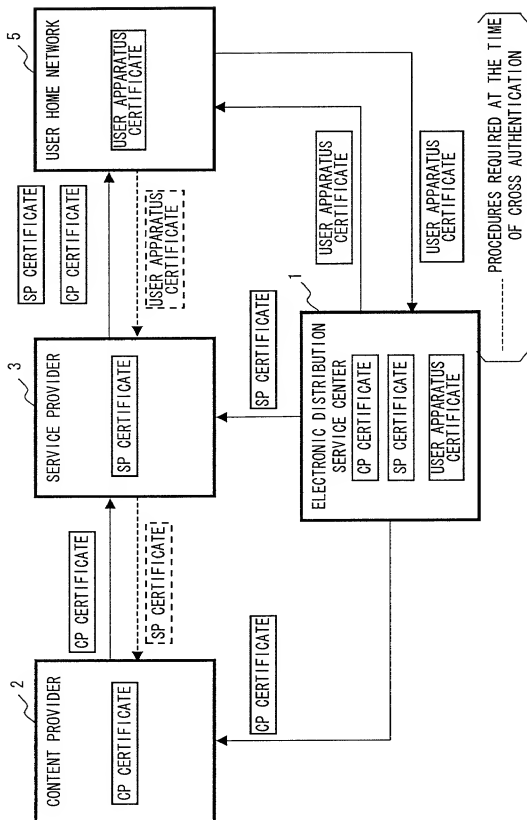 2
CONTENT PROVIDER
CP CERTIFICATE
CP CERTIFICATE
SP CERTIFICATE
3
SERVICE PROVIDER
SP CERTIFICATE
SP CERTIFICATE
CP CERTIFICATE
USER APPARATUS
CERTIFICATE
5
USER HOME NETWORK
USER APPARATUS
CERTIFICATE
CP CERTIFICATE
SP CERTIFICATE
1
ELECTRONIC DISTRIBUTION
SERVICE CENTER
CP CERTIFICATE
SP CERTIFICATE
USER APPARATUS
CERTIFICATE
USER APPARATUS
CERTIFICATE
USER APPARATUS
CERTIFICATE
PROCEDURES REQUIRED AT THE TIME
OF CROSS AUTHENTICATION